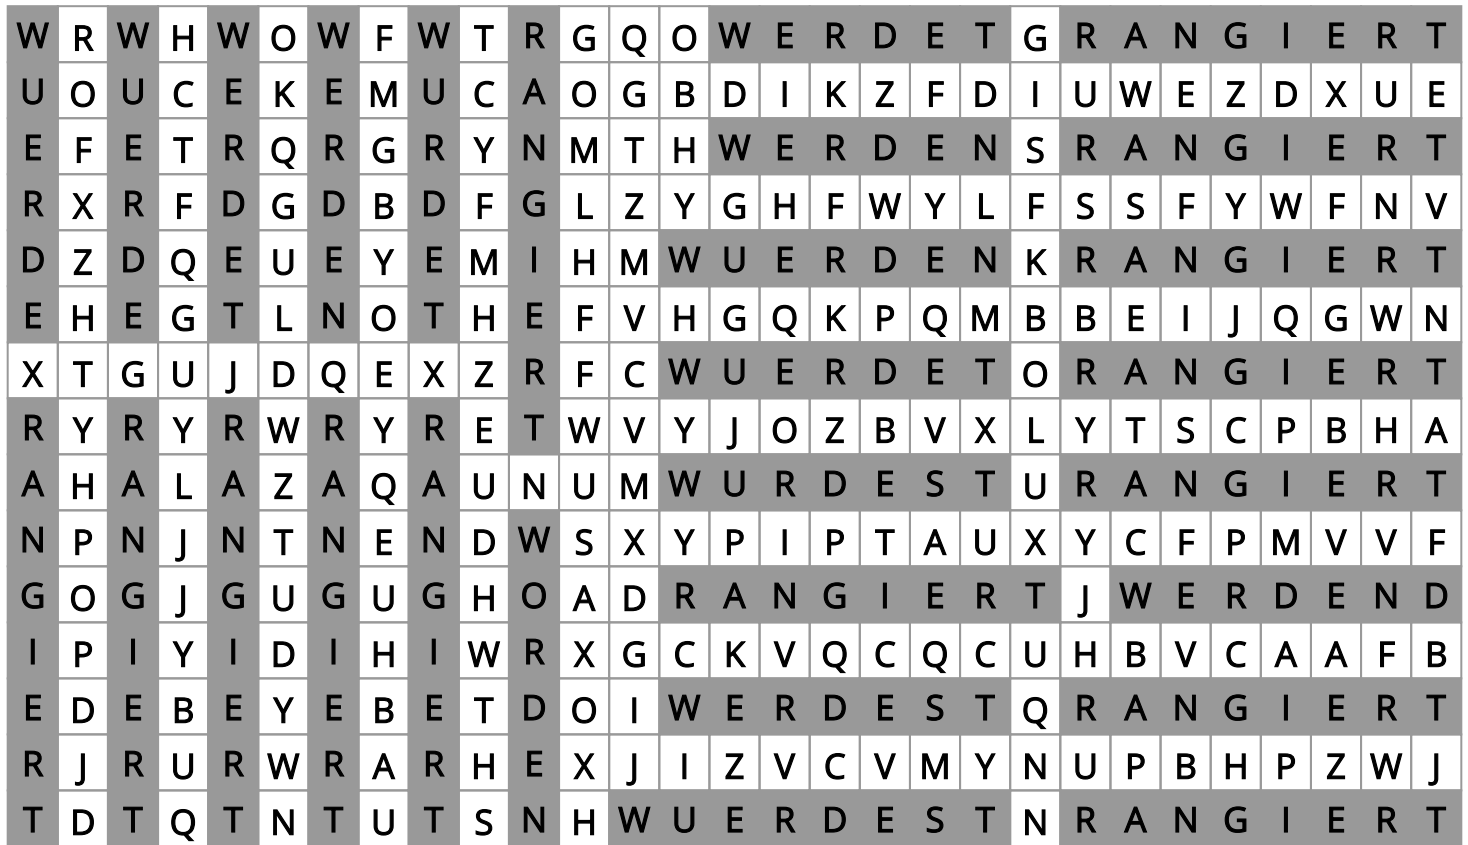 W R W H W O W F W T R G Q O W E R D E T G R A N G I E R T
U O U C E K E M U C A O G B D I K Z F D I U W E Z D X U E
E F E T R Q R G R Y N M T H W E R D E N S R A N G I E R T
R X R F D G D B D F G L Z Y G H F W Y L F S S F Y W F N V
D Z D Q E U E Y E M I H M W U E R D E N K R A N G I E R T
E H E G T L N O T H E F V H G Q K P Q M B B E I J Q G W N
X T G U J D Q E X Z R F C W U E R D E T O R A N G I E R T
R Y R Y R W R Y R E T W V Y J O Z B V X L Y T S C P B H A
A H A L A Z A Q A U N U M W U R D E S T U R A N G I E R T
N P N J N T N E N D W S X Y P I P T A U X Y C F P M V V F
G O G J G U G U G H O A D R A N G I E R T J W E R D E N D
I P I Y I D I H I W R X G C K V Q C Q C U H B V C A A F B
E D E B E Y E B E T D O I W E R D E S T Q R A N G I E R T
R J R U R W R A R H E X J I Z V C V M Y N U P B H P Z W J
T D T Q T N T U T S N H W U E R D E S T N R A N G I E R T